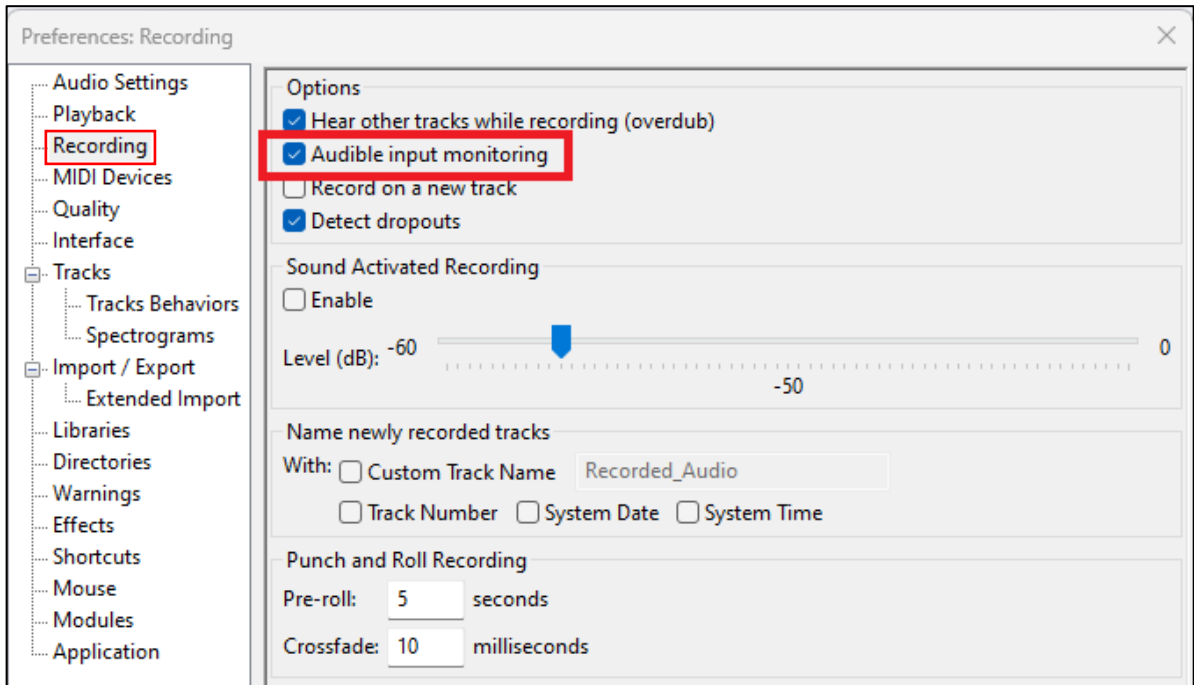 Preferences: Recording
Audio Settings
Playback
Recording
MIDI Devices
Quality
Interface
Tracks
Tracks Behaviors
Spectrograms
Import / Export
Extended Import
Libraries
Directories
Warnings
Effects
Shortcuts
Mouse
Modules
Application
Options
Hear other tracks while recording (overdub)
Audible input monitoring
Record on a new track
Detect dropouts
Sound Activated Recording
Enable
Level (dB): -60 0
-50
Name newly recorded tracks
With: Custom Track Name Recorded_Audio
Track Number System Date System Time
Punch and Roll Recording
Pre-roll: 5 seconds
Crossfade: 10 milliseconds